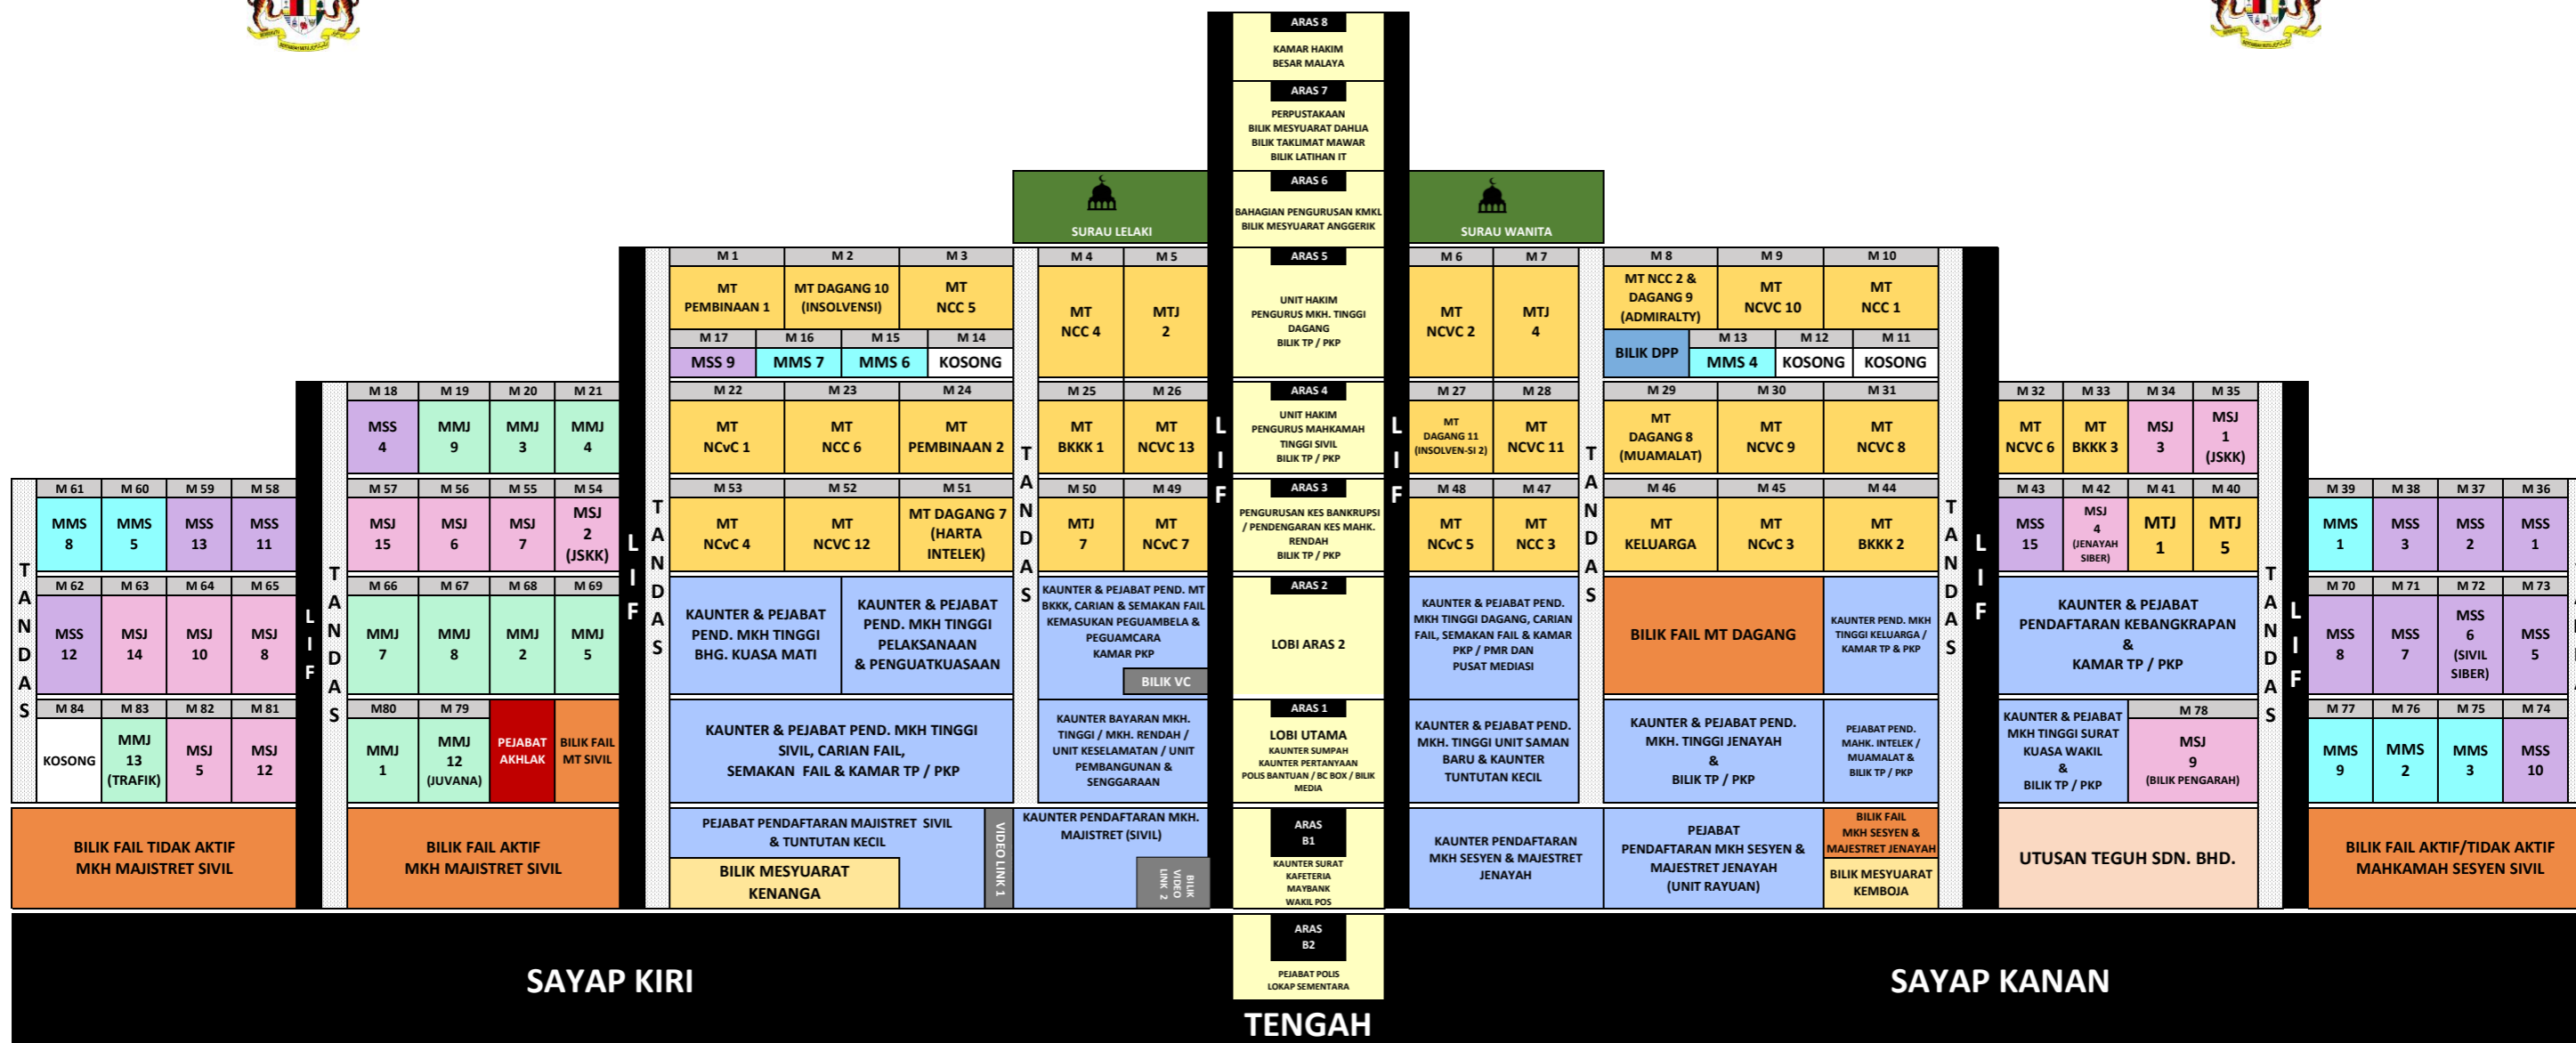 ARAS 8
KAMAR HAKIM
BESAR MALAYA
ARAS 7
PERPUSTAKAAN
BILIK MESYUARAT DAHLIA
BILIK TAKLIMAT MAWAR
BILIK LATIHAN IT
SURAU LELAKI
ARAS 6
BAHAGIAN PENGURUSAN KMKL
BILIK MESYUARAT ANGGERIK
SURAU WANITA
M 1 M 2 M 3 M 4 M 5
MT
PEMBINAAN 1
MT DAGANG 10
(INSOLVENSI)
MT
NCC 5
MT
NCC 4
MTJ
2
M 17 M 16 M 15 M 14
MSS 9 MMS 7 MMS 6 KOSONG
ARAS 5
UNIT HAKIM
PENGURUS MKH. TINGGI
DAGANG
BILIK TP / PKP
M 6 M 7 M 8 M 9 M 10
MT
NCVC 2
MTJ
4
MT NCC 2 &
DAGANG 9
(ADMIRALTY)
MT
NCVC 10
MT
NCC 1
BILIK DPP
M 13 M 12 M 11
MMS 4 KOSONG KOSONG
M 18 M 19 M 20 M 21
MSS
4
MMJ
9
MMJ
3
MMJ
4
M 22 M 23 M 24 M 25 M 26
MT
NCvC 1
MT
NCC 6
MT
PEMBINAAN 2
MT
BKKK 1
MT
NCVC 13
ARAS 4
UNIT HAKIM
PENGURUS MAHKAMAH
TINGGI SIVIL
BILIK TP / PKP
M 27 M 28 M 29 M 30 M 31
MT
DAGANG 11
(INSOLVEN-SI 2)
MT
NCVC 11
MT
DAGANG 8
(MUAMALAT)
MT
NCVC 9
MT
NCVC 8
M 32 M 33 M 34 M 35
MT
NCVC 6
MT
BKKK 3
MSJ
3
MSJ
1
(JSKK)
M 61 M 60 M 59 M 58
MMS
8
MMS
5
MSS
13
MSS
11
M 57 M 56 M 55 M 54
MSJ
15
MSJ
6
MSJ
7
MSJ
2
(JSKK)
M 53 M 52 M 51 M 50 M 49
MT
NCvC 4
MT
NCVC 12
MT DAGANG 7
(HARTA
INTELEK)
MTJ
7
MT
NCvC 7
ARAS 3
PENGURUSAN KES BANKRUPSI
/ PENDENGARAN KES MAHK.
RENDAH
BILIK TP / PKP
M 48 M 47 M 46 M 45 M 44
MT
NCvC 5
MT
NCC 3
MT
KELUARGA
MT
NCvC 3
MT
BKKK 2
M 43 M 42 M 41 M 40
MSS
15
MSJ
4
(JENAYAH
SIBER)
MTJ
1
MTJ
5
M 39 M 38 M 37 M 36
MMS
1
MSS
3
MSS
2
MSS
1
M 62 M 63 M 64 M 65
MSS
12
MSJ
14
MSJ
10
MSJ
8
M 66 M 67 M 68 M 69
MMJ
7
MMJ
8
MMJ
2
MMJ
5
KAUNTER & PEJABAT
PEND. MKH TINGGI
BHG. KUASA MATI
KAUNTER & PEJABAT
PEND. MKH TINGGI
PELAKSANAAN
& PENGUATKUASAAN
KAUNTER & PEJABAT PEND. MT
BKKK, CARIAN & SEMAKAN FAIL
KEMASUKAN PEGUAMBELA &
PEGUAMCARA
KAMAR PKP
BILIK VC
ARAS 2
LOBI ARAS 2
KAUNTER & PEJABAT PEND.
MKH TINGGI DAGANG, CARIAN
FAIL, SEMAKAN FAIL & KAMAR
PKP / PMR DAN
PUSAT MEDIASI
BILIK FAIL MT DAGANG
KAUNTER PEND. MKH
TINGGI KELUARGA /
KAMAR TP & PKP
KAUNTER & PEJABAT
PENDAFTARAN KEBANGKRAPAN
&
KAMAR TP / PKP
M 70 M 71 M 72 M 73
MSS
8
MSS
7
MSS
6
(SIVIL
SIBER)
MSS
5
M 84 M 83 M 82 M 81
KOSONG
MMJ
13
(TRAFIK)
MSJ
5
MSJ
12
M80 M 79
MMJ
1
MMJ
12
(JUVANA)
PEJABAT
AKHLAK
BILIK FAIL
MT SIVIL
KAUNTER & PEJABAT PEND. MKH TINGGI
SIVIL, CARIAN FAIL,
SEMAKAN FAIL & KAMAR TP / PKP
KAUNTER BAYARAN MKH.
TINGGI / MKH. RENDAH /
UNIT KESELAMATAN / UNIT
PEMBANGUNAN &
SENGGARAAN
ARAS 1
LOBI UTAMA
KAUNTER SUMPAH
KAUNTER PERTANYAAN
POLIS BANTUAN / BC BOX / BILIK
MEDIA
KAUNTER & PEJABAT PEND.
MKH. TINGGI UNIT SAMAN
BARU & KAUNTER
TUNTUTAN KECIL
KAUNTER & PEJABAT PEND.
MKH. TINGGI JENAYAH
&
BILIK TP / PKP
PEJABAT PEND.
MAHK. INTELEK /
MUAMALAT &
BILIK TP / PKP
KAUNTER & PEJABAT
MKH TINGGI SURAT
KUASA WAKIL
&
BILIK TP / PKP
M 78
MSJ
9
(BILIK PENGARAH)
M 77 M 76 M 75 M 74
MMS
9
MMS
2
MMS
3
MSS
10
TANDAS
LIF
TANDAS
LIF
TANDAS
TANDAS
LIF
LIF
TANDAS
TANDAS
LIF
TANDAS
LIF
BILIK FAIL TIDAK AKTIF
MKH MAJISTRET SIVIL
BILIK FAIL AKTIF
MKH MAJISTRET SIVIL
PEJABAT PENDAFTARAN MAJISTRET SIVIL
& TUNTUTAN KECIL
BILIK MESYUARAT
KENANGA
VIDEO LINK 1
KAUNTER PENDAFTARAN MKH.
MAJISTRET (SIVIL)
BILIK
VIDEO
LINK 2
ARAS
B1
KAUNTER SURAT
KAFETERIA
MAYBANK
WAKIL POS
KAUNTER PENDAFTARAN
MKH SESYEN & MAJESTRET
JENAYAH
PEJABAT
PENDAFTARAN MKH SESYEN &
MAJESTRET JENAYAH
(UNIT RAYUAN)
BILIK FAIL
MKH SESYEN &
MAJESTRET JENAYAH
BILIK MESYUARAT
KEMBOJA
UTUSAN TEGUH SDN. BHD.
BILIK FAIL AKTIF/TIDAK AKTIF
MAHKAMAH SESYEN SIVIL
ARAS
B2
PEJABAT POLIS
LOKAP SEMENTARA
SAYAP KIRI
SAYAP KANAN
TENGAH